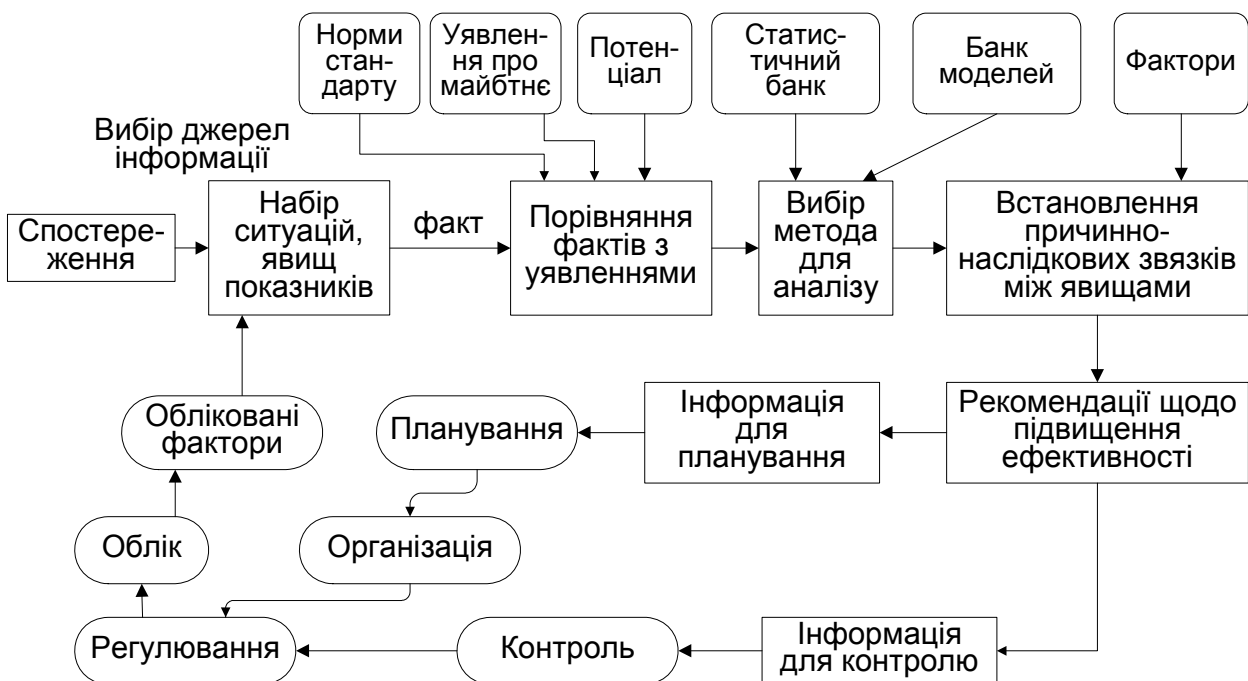 Норми
стан-
дарту
Уявлен-
ня про
майбтнє
Потен-
ціал
Статис-
тичний
банк
Банк
моделей
Фактори
Вибір джерел
інформації
Спостере-
ження
Набір
ситуацій,
явищ
показників
факт
Порівняння
фактів з
уявленнями
Вибір
метода
для
аналізу
Встановлення
причинно-
наслідкових звязків
між явищами
Обліковані
фактори
Планування
Інформація
для
планування
Рекомендації щодо
підвищення
ефективності
Облік
Організація
Регулювання
Контроль
Інформація
для контролю